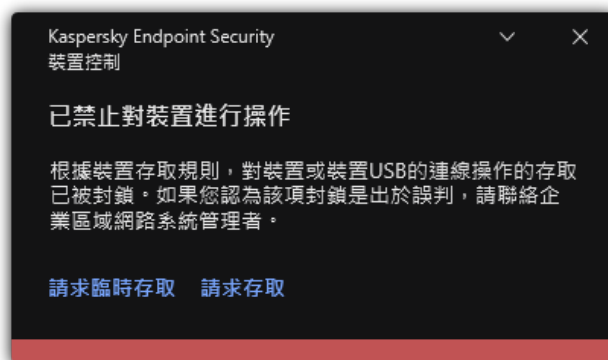 Kaspersky Endpoint Security
裝置控制
已禁止對裝置進行操作
根據裝置存取規則，對裝置或裝置USB的連線操作的存取
已被封鎖。如果您認為該項封鎖是出於誤判，請聯絡企
業區域網路系統管理者。
請求臨時存取 請求存取